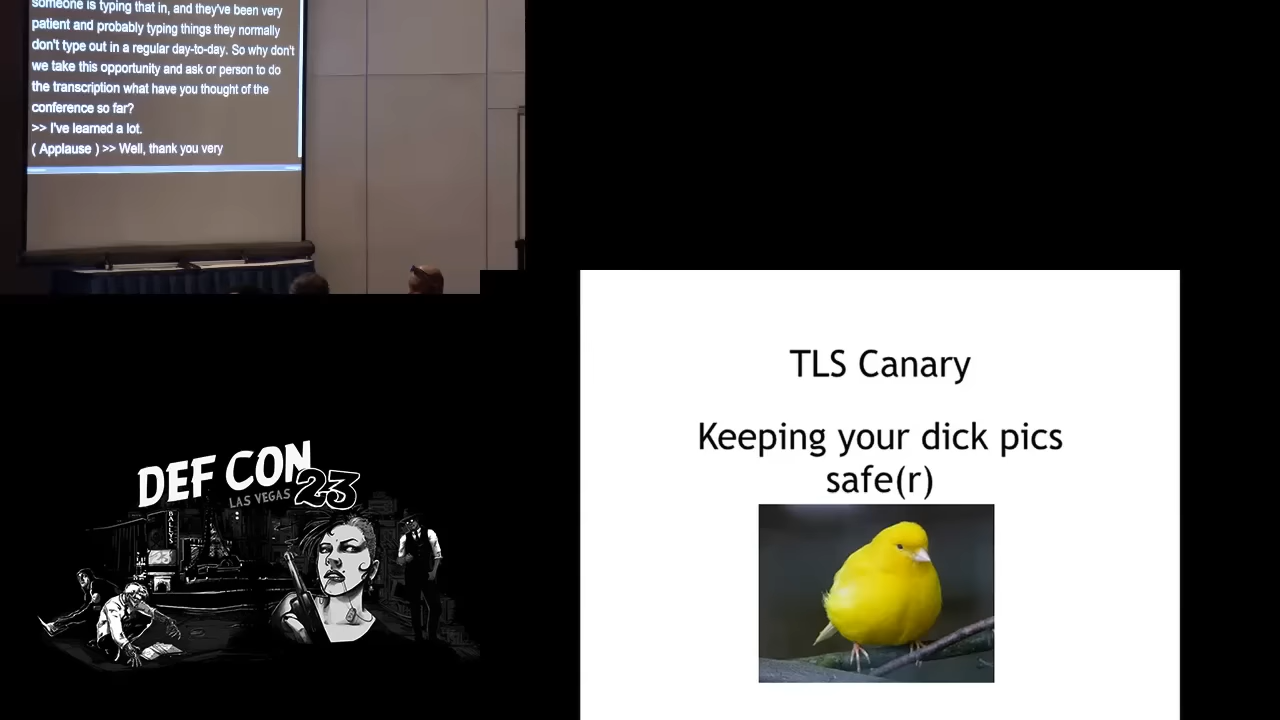 someone is typing that in, and they've been very
patient and probably typing things they normally
don't type out in a regular day-to-day. So why don't
we take this opportunity and ask or person to do
the transcription what have you thought of the
conference so far?
>> I've learned a lot.
( Applause ) >> Well, thank you very
TLS Canary
Keeping your dick pics
safe(r)
DEF CON
LAS VEGAS 23
BALLY'S